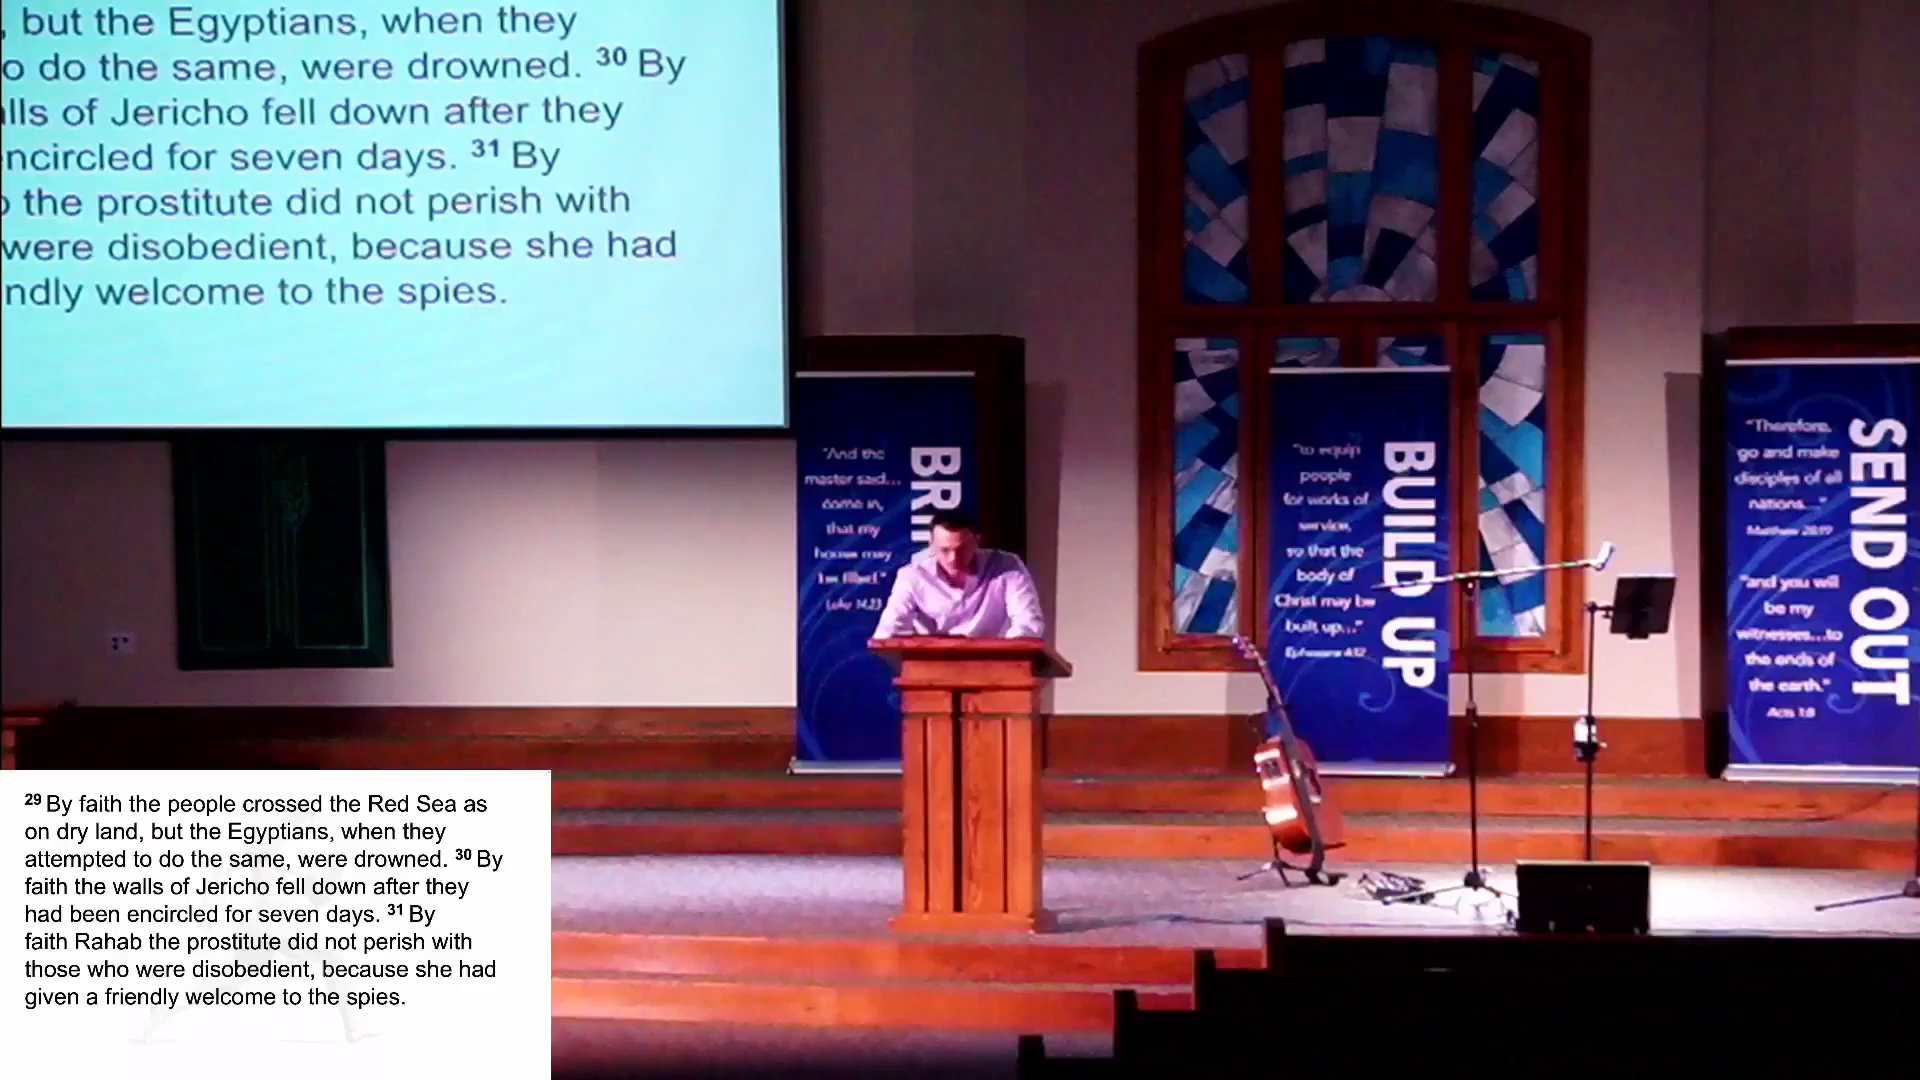 , but the Egyptians, when they
o do the same, were drowned. 30 By
lls of Jericho fell down after they
ncircled for seven days. 31 By
the prostitute did not perish with
were disobedient, because she had
ndly welcome to the spies.
"And the
master said...
come in,
that my
house may
be filled."
Luke 14:23
BRI
"to equip
people
for works of
service,
so that the
body of
Christ may be
built up..."
Ephesians 4:12
BUILD UP
"Therefore,
go and make
disciples of all
nations..."
Matthew 28:19
"and you will
be my
witnesses...to
the ends of
the earth."
Acts 1:8
SEND OUT
29 By faith the people crossed the Red Sea as
on dry land, but the Egyptians, when they
attempted to do the same, were drowned. 30 By
faith the walls of Jericho fell down after they
had been encircled for seven days. 31 By
faith Rahab the prostitute did not perish with
those who were disobedient, because she had
given a friendly welcome to the spies.